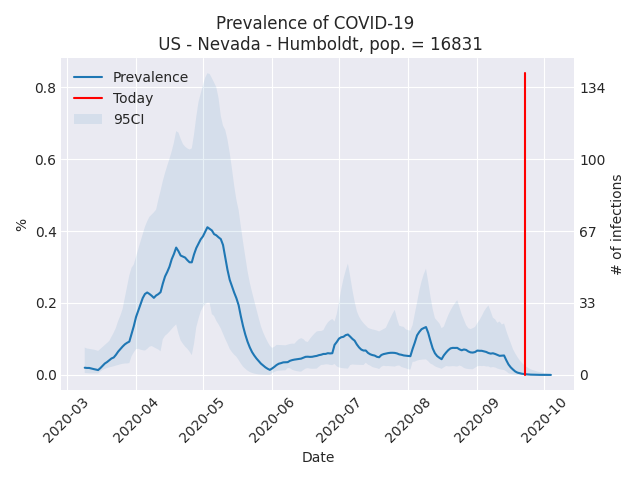 Prevalence of COVID-19
US - Nevada - Humboldt, pop. = 16831
Prevalence
Today
95CI
0.8
0.6
0.4
0.2
0.0
%
134
100
67
33
0
# of infections
2020-03
2020-04
2020-05
2020-06
2020-07
2020-08
2020-09
2020-10
Date